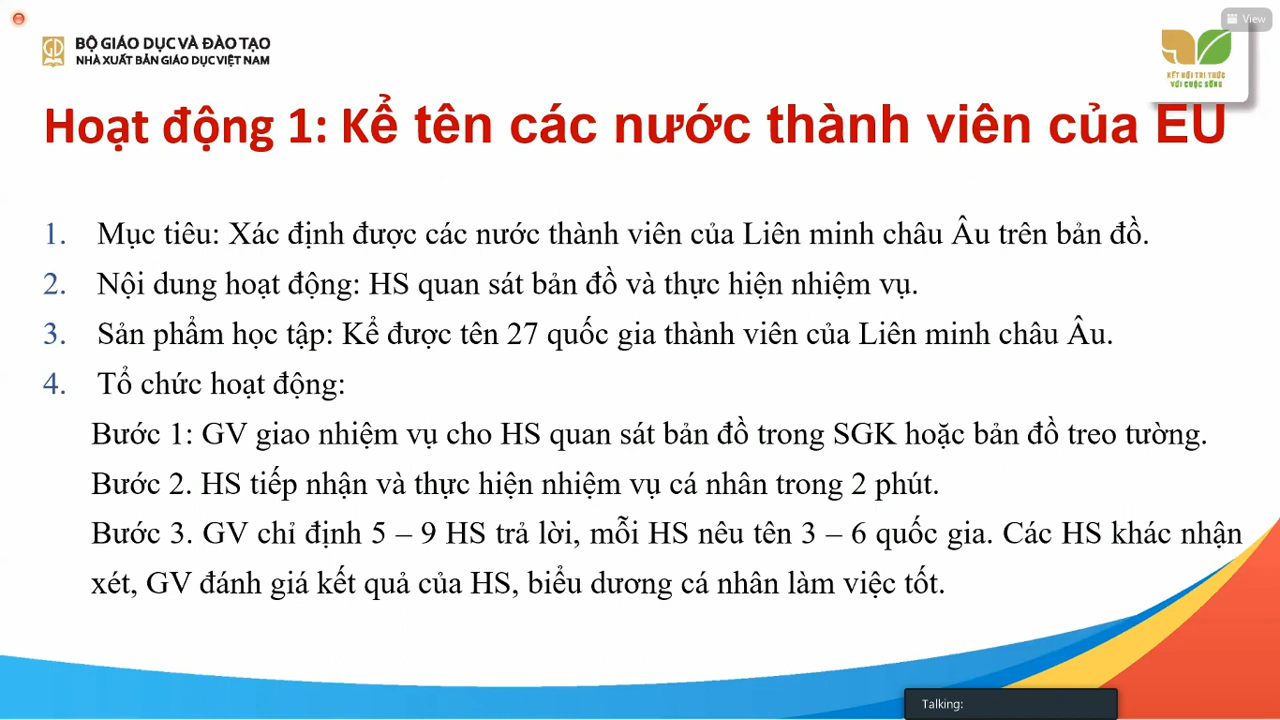 View
BỘ GIÁO DỤC VÀ ĐÀO TẠO
NHÀ XUẤT BẢN GIÁO DỤC VIỆT NAM
KẾT NỐI TRI THỨC
VỚI CUỘC SỐNG
Hoạt động 1: Kể tên các nước thành viên của EU
1. Mục tiêu: Xác định được các nước thành viên của Liên minh châu Âu trên bản đồ.
2. Nội dung hoạt động: HS quan sát bản đồ và thực hiện nhiệm vụ.
3. Sản phẩm học tập: Kể được tên 27 quốc gia thành viên của Liên minh châu Âu.
4. Tổ chức hoạt động:
Bước 1: GV giao nhiệm vụ cho HS quan sát bản đồ trong SGK hoặc bản đồ treo tường.
Bước 2. HS tiếp nhận và thực hiện nhiệm vụ cá nhân trong 2 phút.
Bước 3. GV chỉ định 5 – 9 HS trả lời, mỗi HS nêu tên 3 – 6 quốc gia. Các HS khác nhận
xét, GV đánh giá kết quả của HS, biểu dương cá nhân làm việc tốt.
Talking: